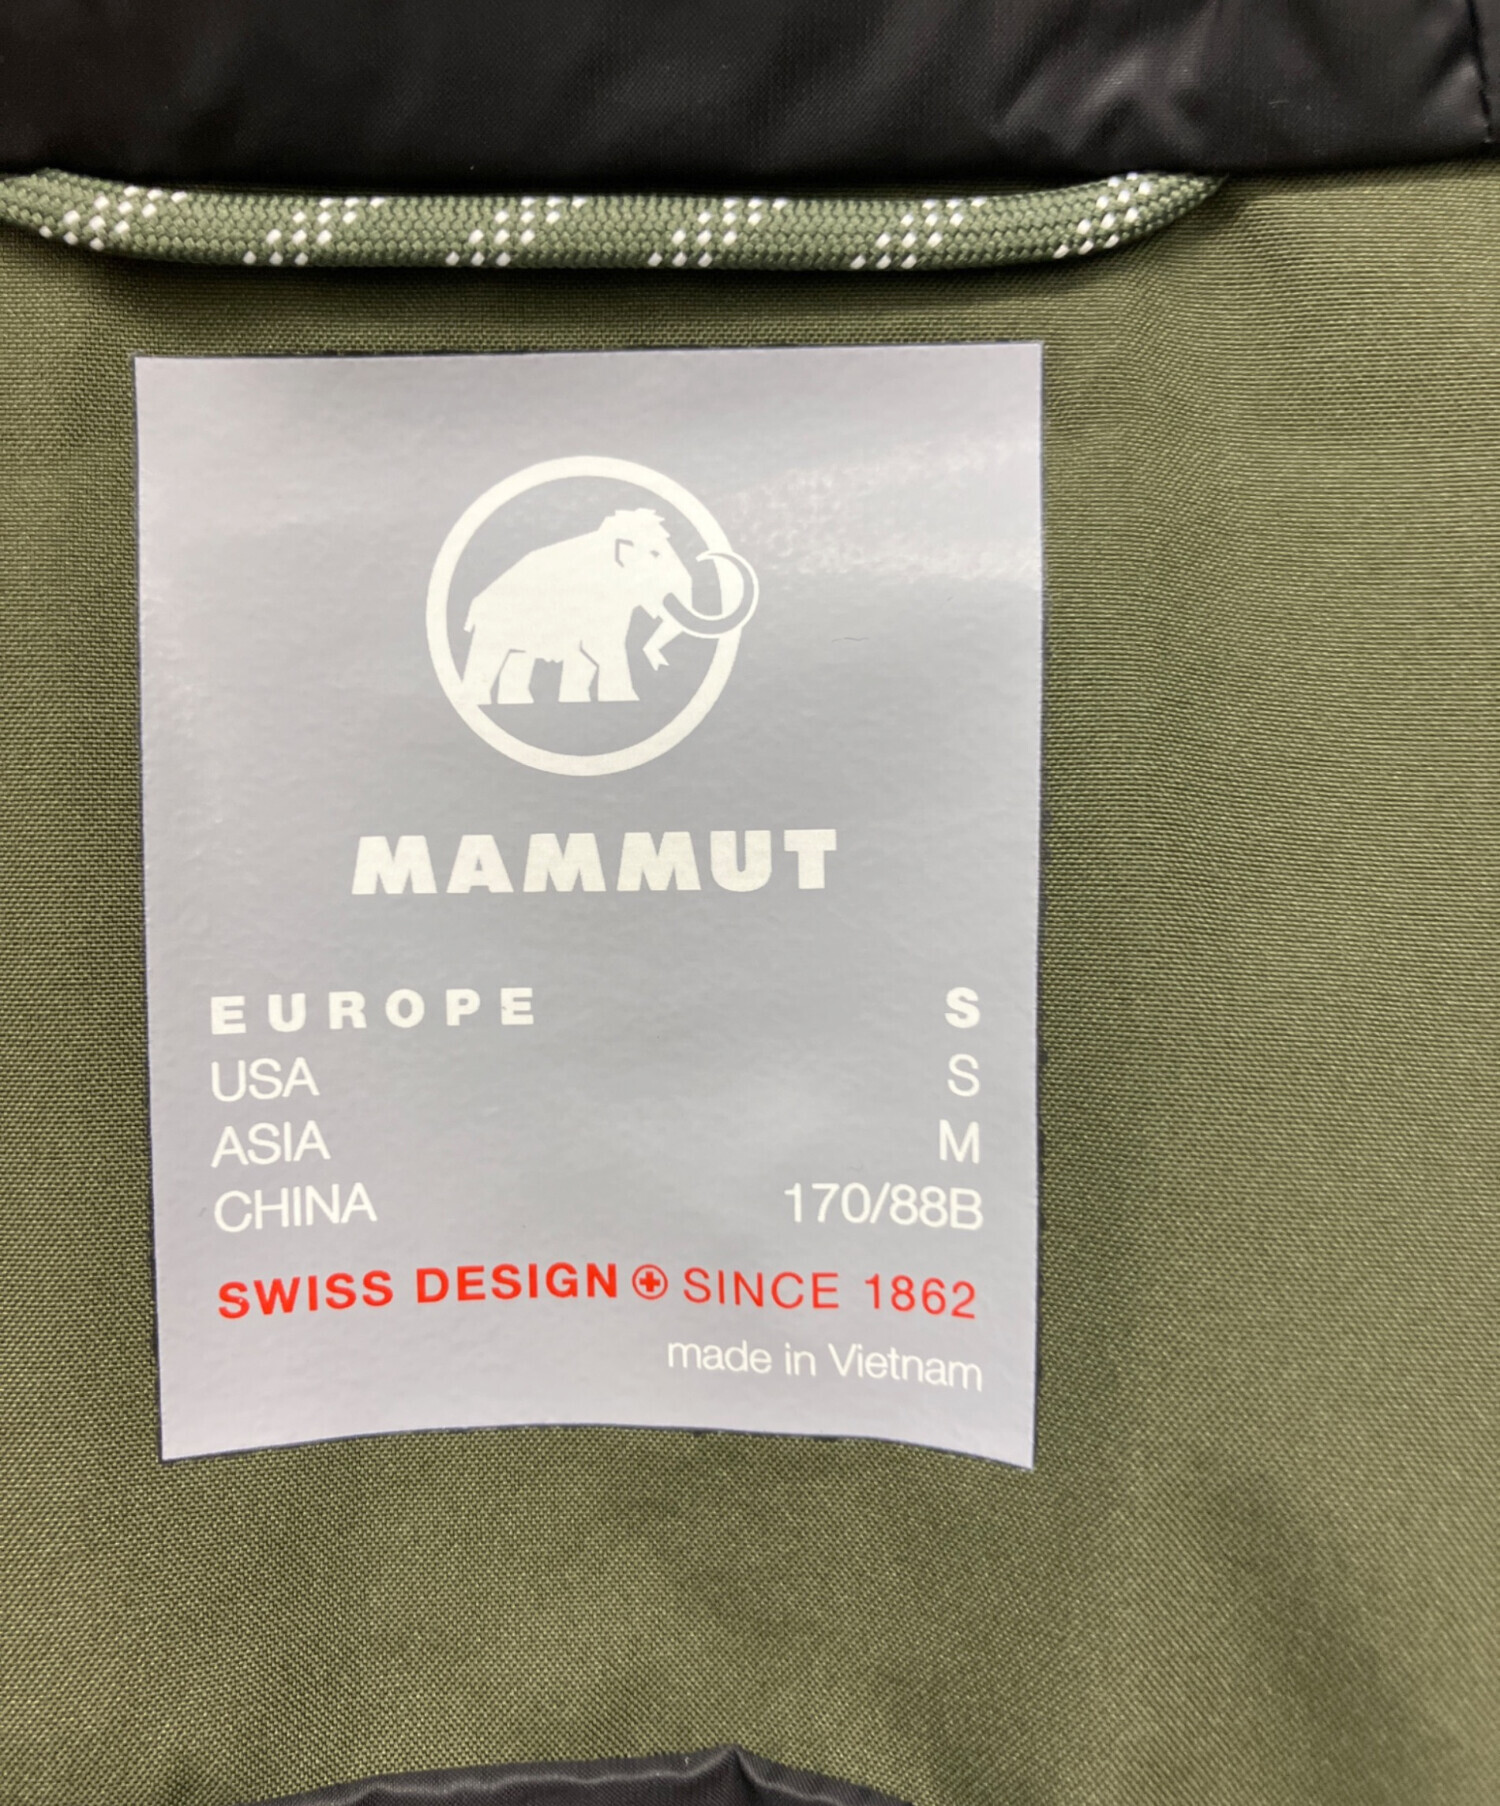 MAMMUT
EUROPE S
USA S
ASIA M
CHINA 170/88B
SWISS DESIGN SINCE 1862
made in Vietnam